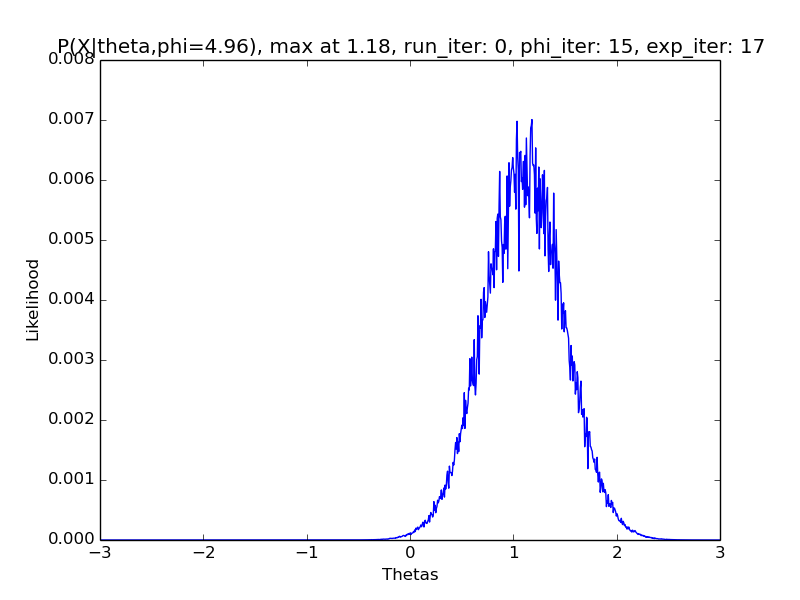 P(X|theta,phi=4.96), max at 1.18, run_iter: 0, phi_iter: 15, exp_iter: 17
0.008
0.007
0.006
0.005
0.004
0.003
0.002
0.001
0.000
Likelihood
−3 −2 −1 0 1 2 3
Thetas